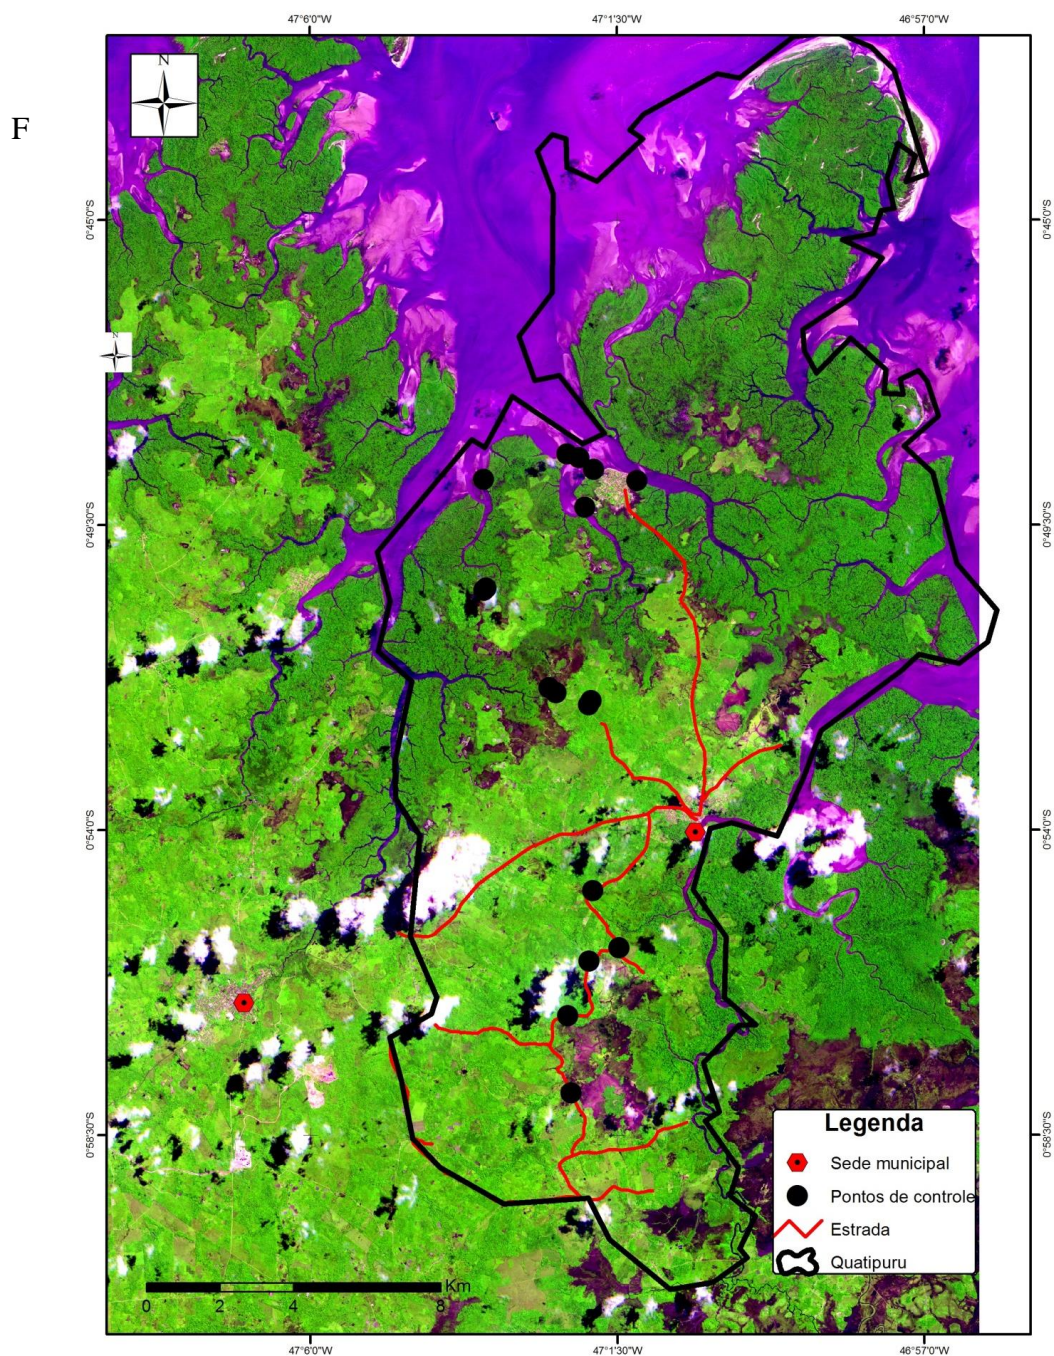 47°6'0"W 47°1'30"W 46°57'0"W
N
F
0°45'0"S 0°45'0"S
N
0°49'30"S 0°49'30"S
0°54'0"S 0°54'0"S
0°58'30"S 0°58'30"S
Legenda
Sede municipal
Pontos de controle
Estrada
Quatipuru
Km
0 2 4 8
47°6'0"W 47°1'30"W 46°57'0"W